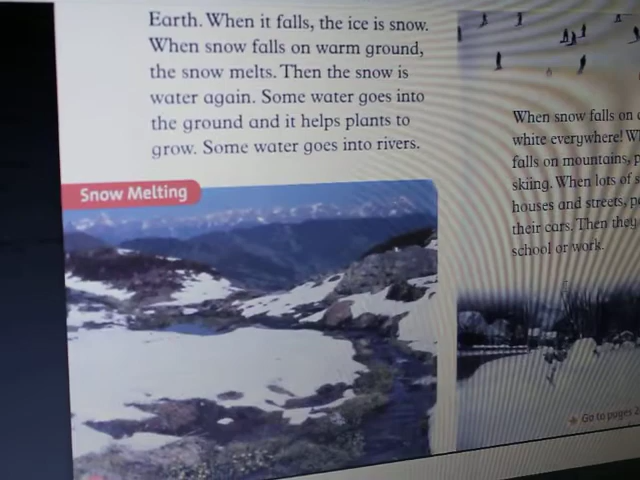 Earth. When it falls, the ice is snow.
When snow falls on warm ground,
the snow melts. Then the snow is
water again. Some water goes into
the ground and it helps plants to
grow. Some water goes into rivers.
Snow Melting
When snow falls on
white everywhere!
falls on mountains,
skiing. When lots of
houses and streets,
their cars. Then they
school or work.
Go to pages